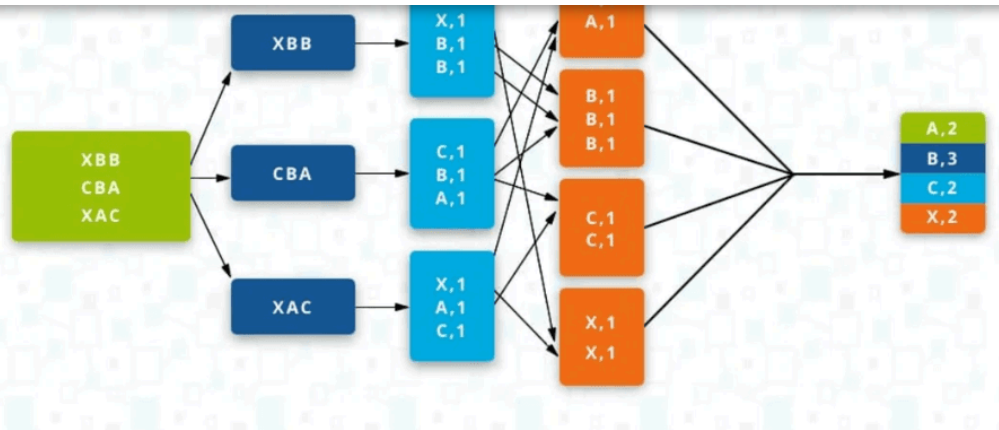 XBB
CBA
XAC
XBB
CBA
XAC
X,1
B,1
B,1
C,1
B,1
A,1
X,1
A,1
C,1
A,1
B,1
B,1
B,1
C,1
C,1
X,1
X,1
A,2
B,3
C,2
X,2